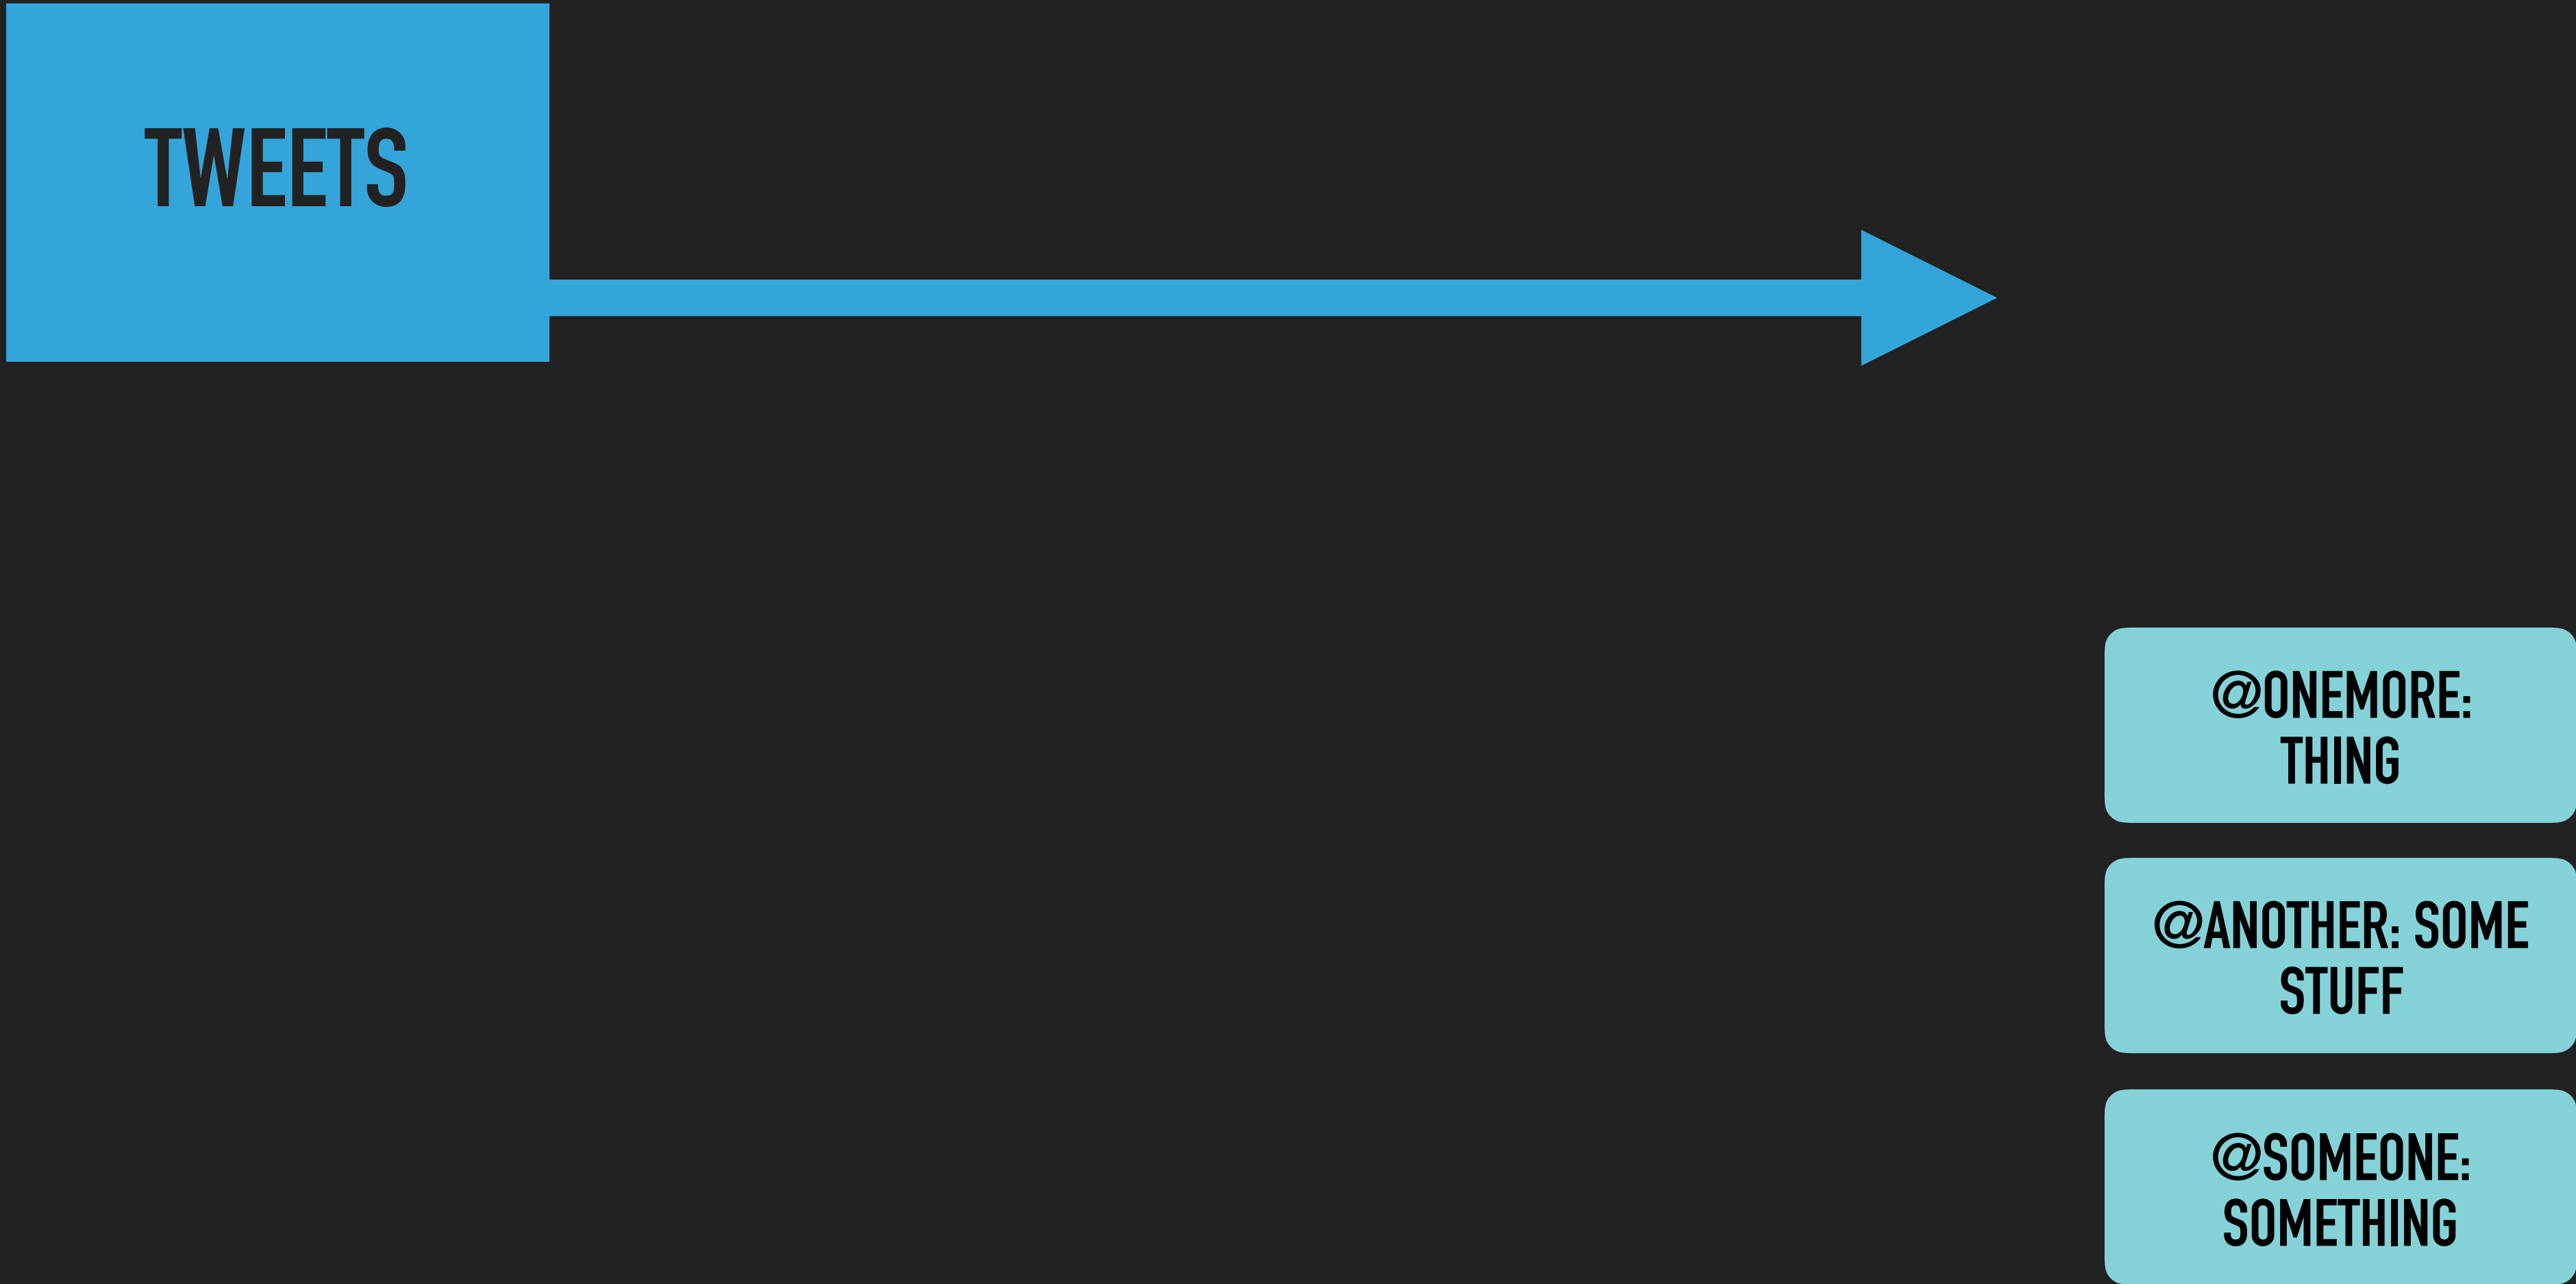 TWEETS
@ONEMORE:
THING
@ANOTHER: SOME
STUFF
@SOMEONE:
SOMETHING